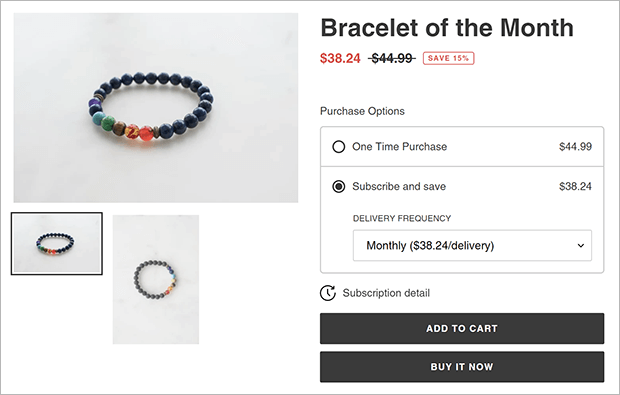 Bracelet of the Month
$38.24 $44.99 SAVE 15%
Purchase Options
One Time Purchase $44.99
Subscribe and save $38.24
DELIVERY FREQUENCY
Monthly ($38.24/delivery)
Subscription detail
ADD TO CART
BUY IT NOW